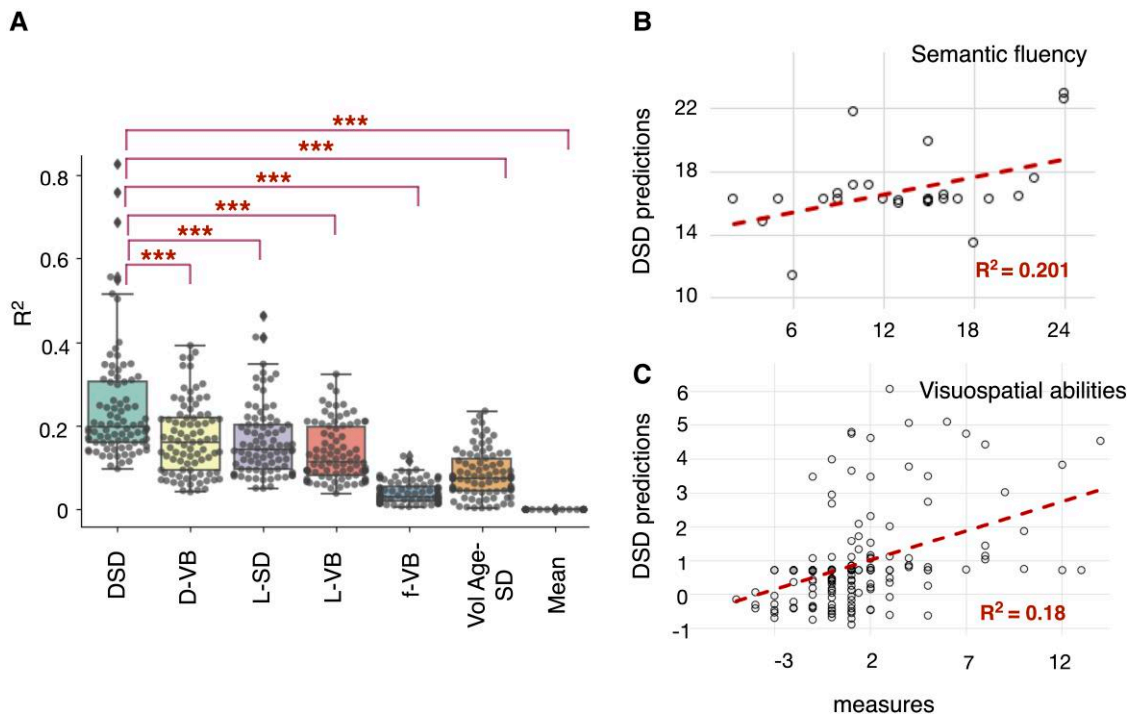 A
R²
0.8
0.6
0.4
0.2
0
***
***
***
***
***
***
DSD
D-VB
L-SD
L-VB
f-VB
Vol Age-
SD
Mean
B
Semantic fluency
DSD predictions
22
18
14
10
R² = 0.201
6
12
18
24
C
Visuospatial abilities
DSD predictions
6
5
4
3
2
1
0
-1
R² = 0.18
-3
2
7
12
measures